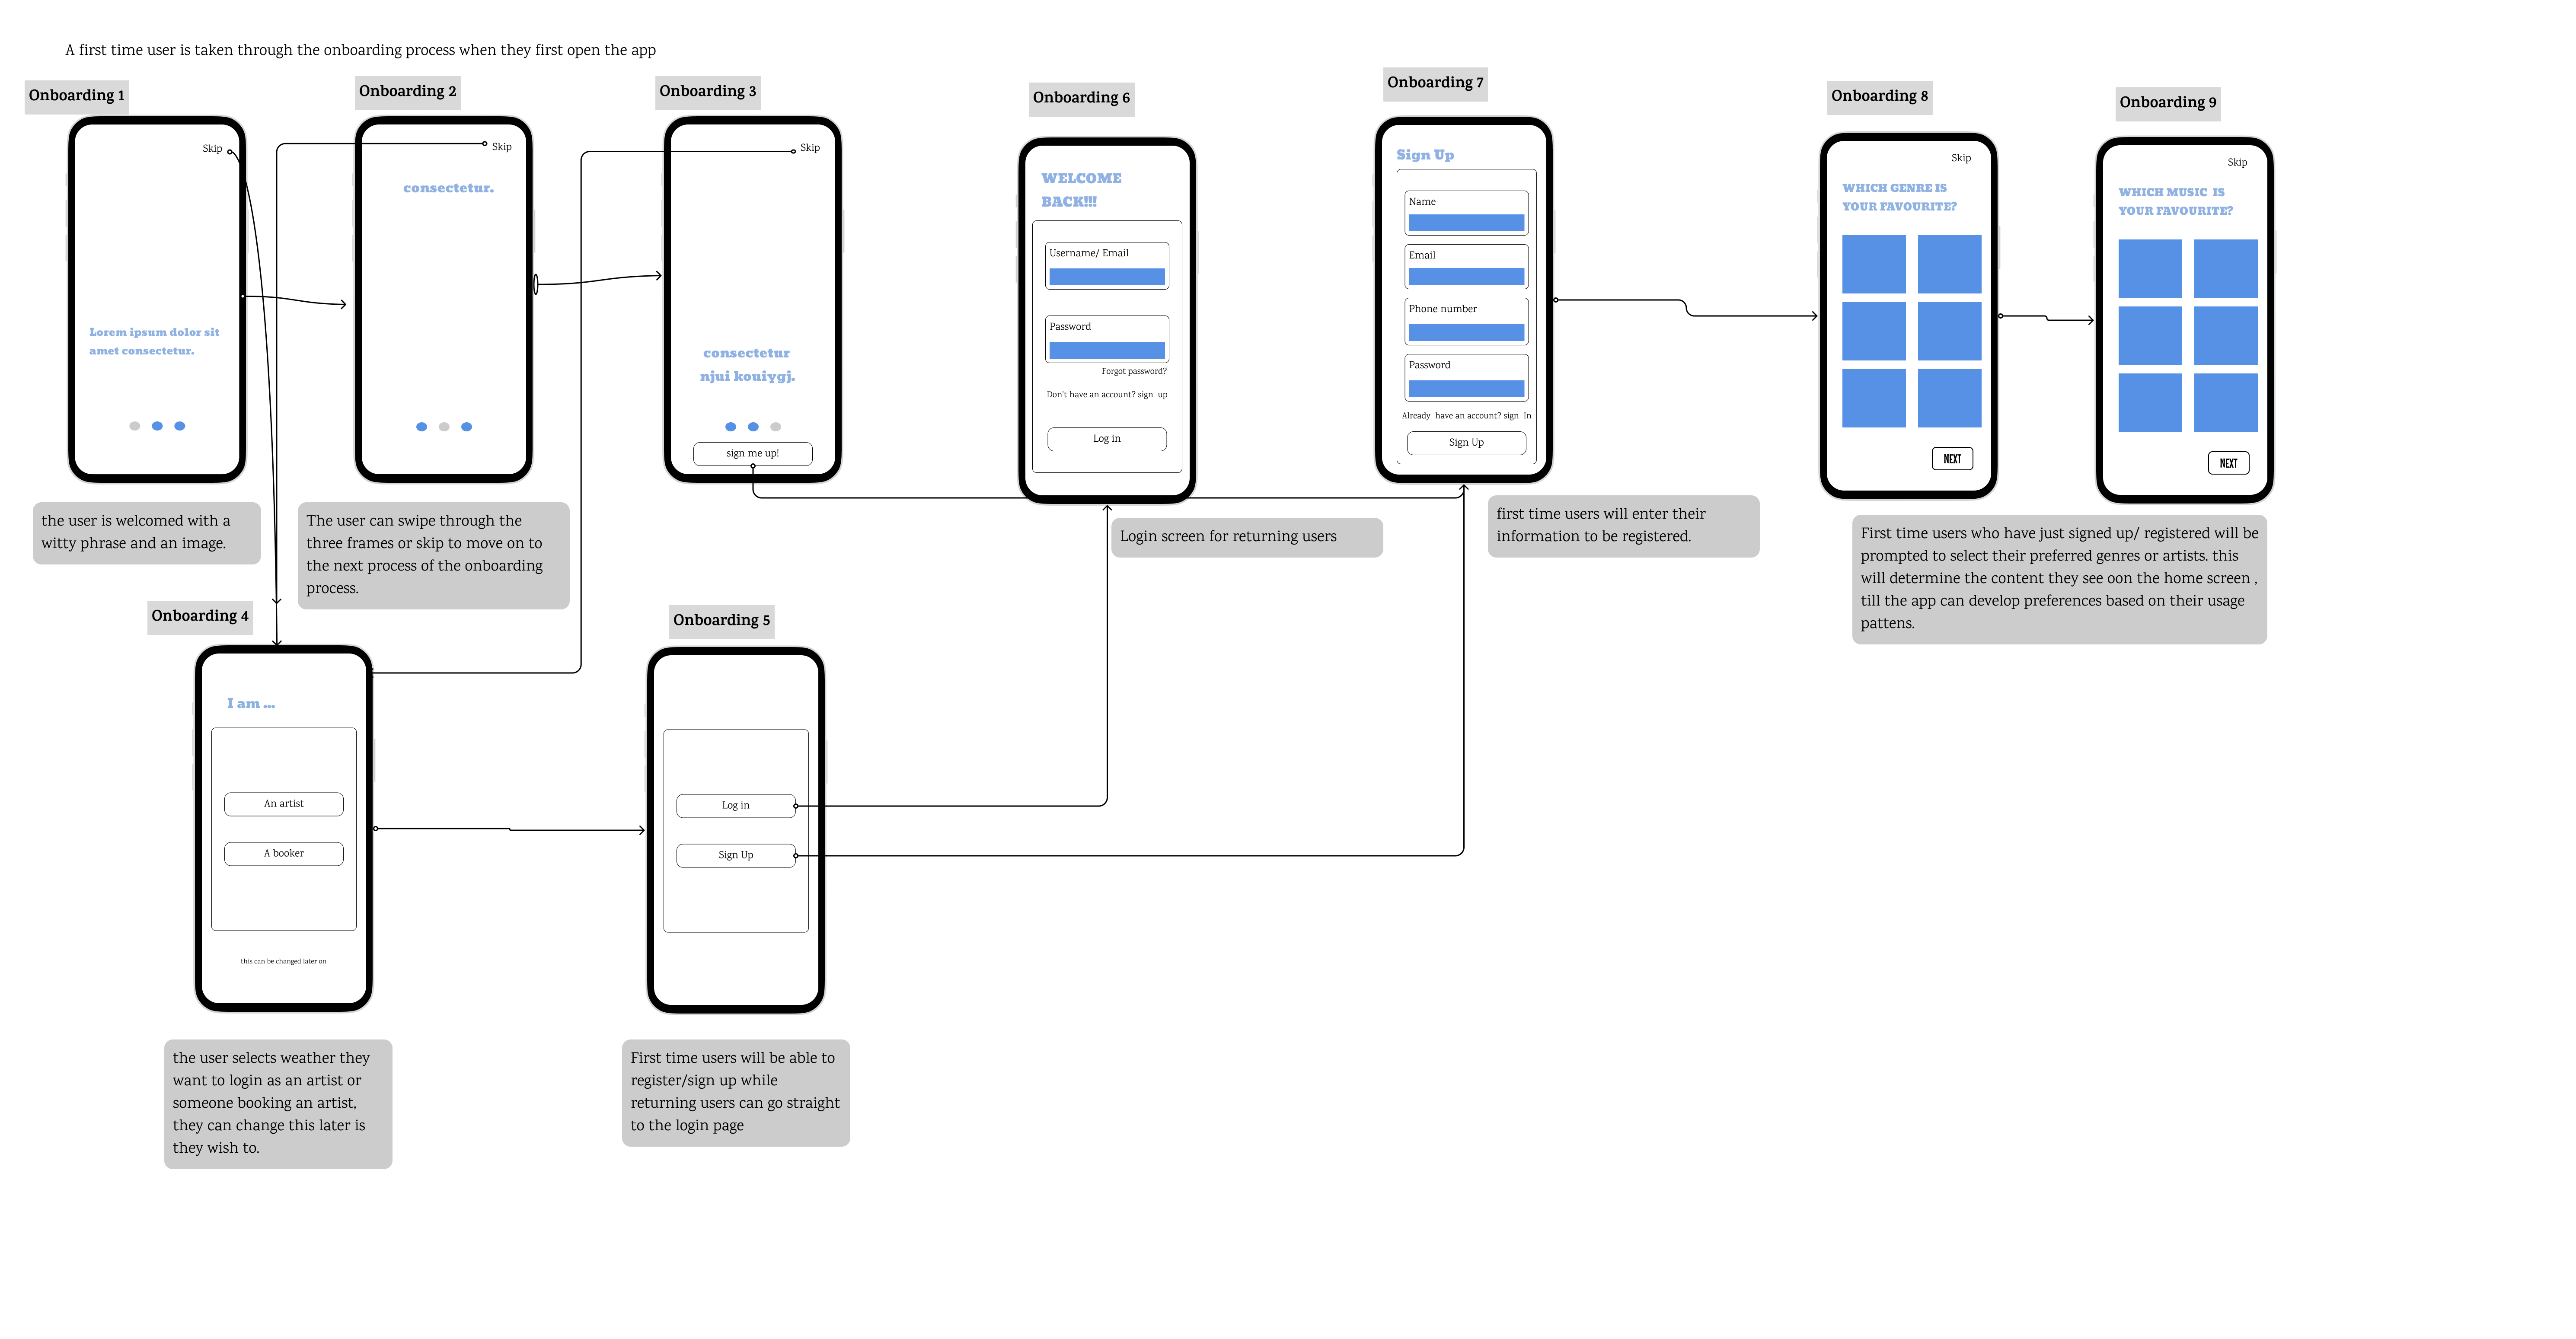 A first time user is taken through the onboarding process when they first open the app
Onboarding 1
Skip
Lorem ipsum dolor sit
amet consectetur.
the user is welcomed with a
witty phrase and an image.
Onboarding 2
Skip
consectetur.
The user can swipe through the
three frames or skip to move on to
the next process of the onboarding
process.
Onboarding 3
Skip
consectetur
njui kouiygj.
sign me up!
Onboarding 6
WELCOME
BACK!!!
Username/ Email
Password
Forgot password?
Don't have an account? sign up
Log in
Login screen for returning users
Onboarding 7
Sign Up
Name
Email
Phone number
Password
Already have an account? sign In
Sign Up
first time users will enter their
information to be registered.
Onboarding 8
Skip
WHICH GENRE IS
YOUR FAVOURITE?
NEXT
Onboarding 9
Skip
WHICH MUSIC IS
YOUR FAVOURITE?
NEXT
First time users who have just signed up/ registered will be
prompted to select their preferred genres or artists. this
will determine the content they see oon the home screen ,
till the app can develop preferences based on their usage
pattens.
Onboarding 4
I am ...
An artist
A booker
this can be changed later on
the user selects weather they
want to login as an artist or
someone booking an artist,
they can change this later is
they wish to.
Onboarding 5
Log in
Sign Up
First time users will be able to
register/sign up while
returning users can go straight
to the login page